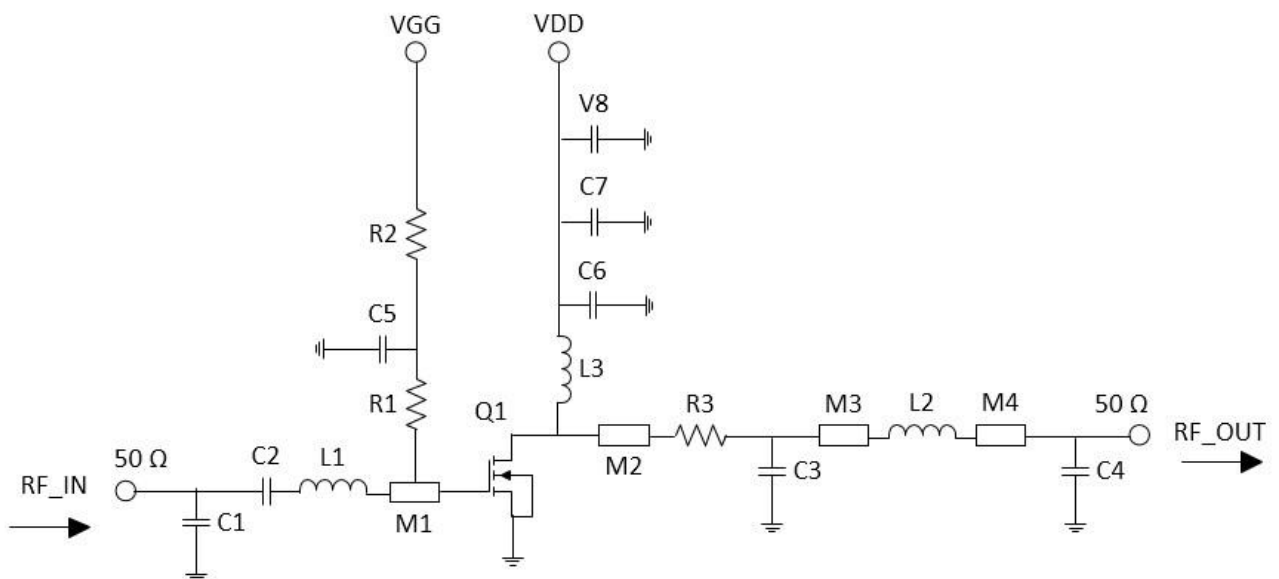 VGG
VDD
V8
C7
R2
C6
C5
L3
R1
Q1
R3
M3
L2
M4
50 Ω
RF_OUT
50 Ω
C2
L1
M2
C3
C4
RF_IN
C1
M1